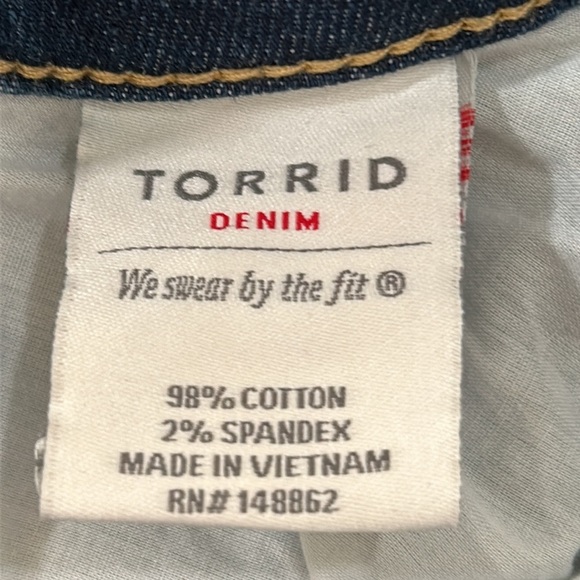 TORRID
DENIM
We swear by the fit ®
98% COTTON
2% SPANDEX
MADE IN VIETNAM
RN# 148862